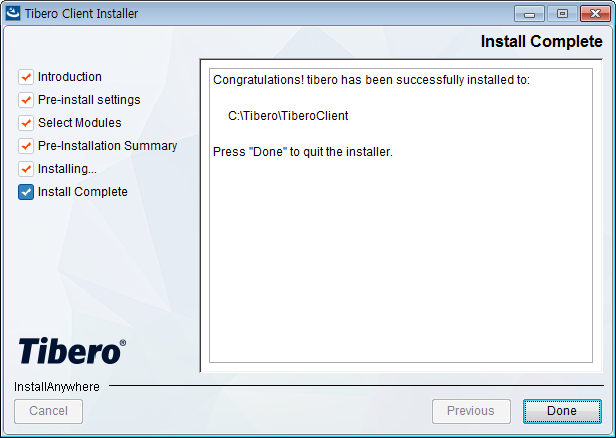 Tibero Client Installer
Install Complete
Introduction
Pre-install settings
Select Modules
Pre-Installation Summary
Installing...
Install Complete
Congratulations! tibero has been successfully installed to:
C:\Tibero\TiberoClient
Press "Done" to quit the installer.
Tibero®
InstallAnywhere
Cancel
Previous
Done